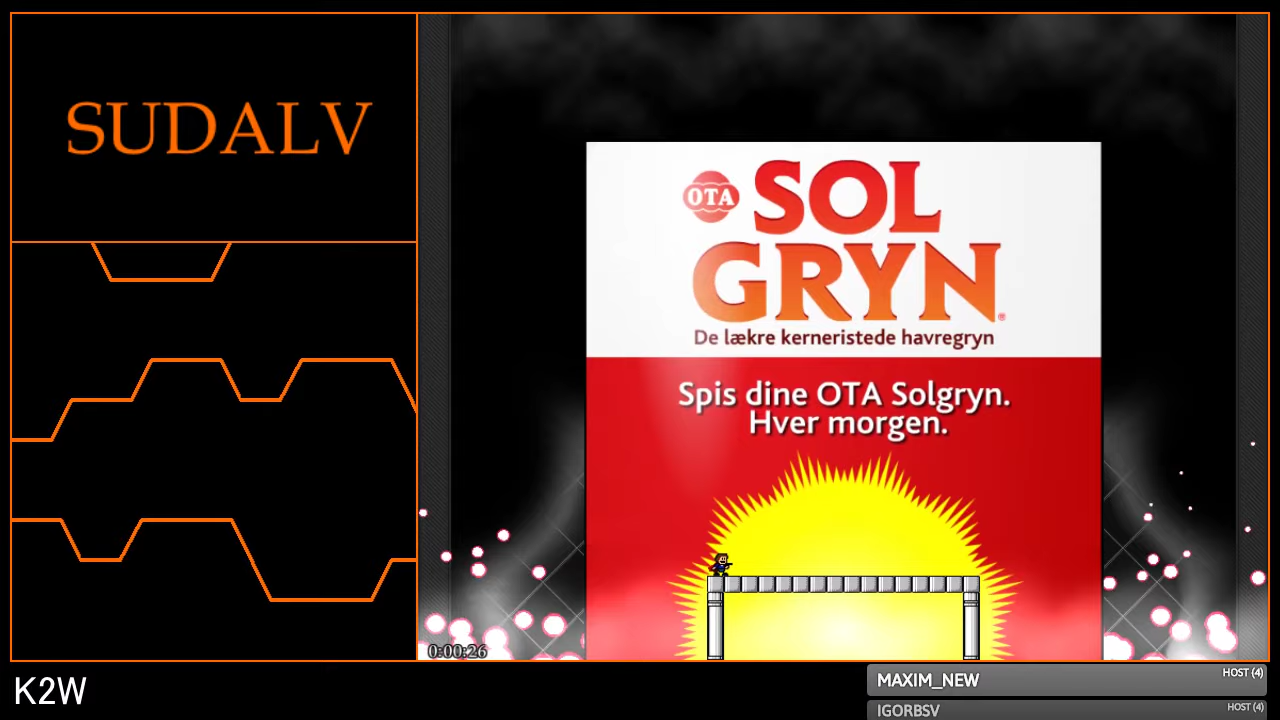 SUDALV
OTA
SOL
GRYN®
De lækre kerneristede havregryn
Spis dine OTA Solgryn.
Hver morgen.
0:00:26
K2W
MAXIM_NEW
HOST (4)
IGORBSV
HOST (4)